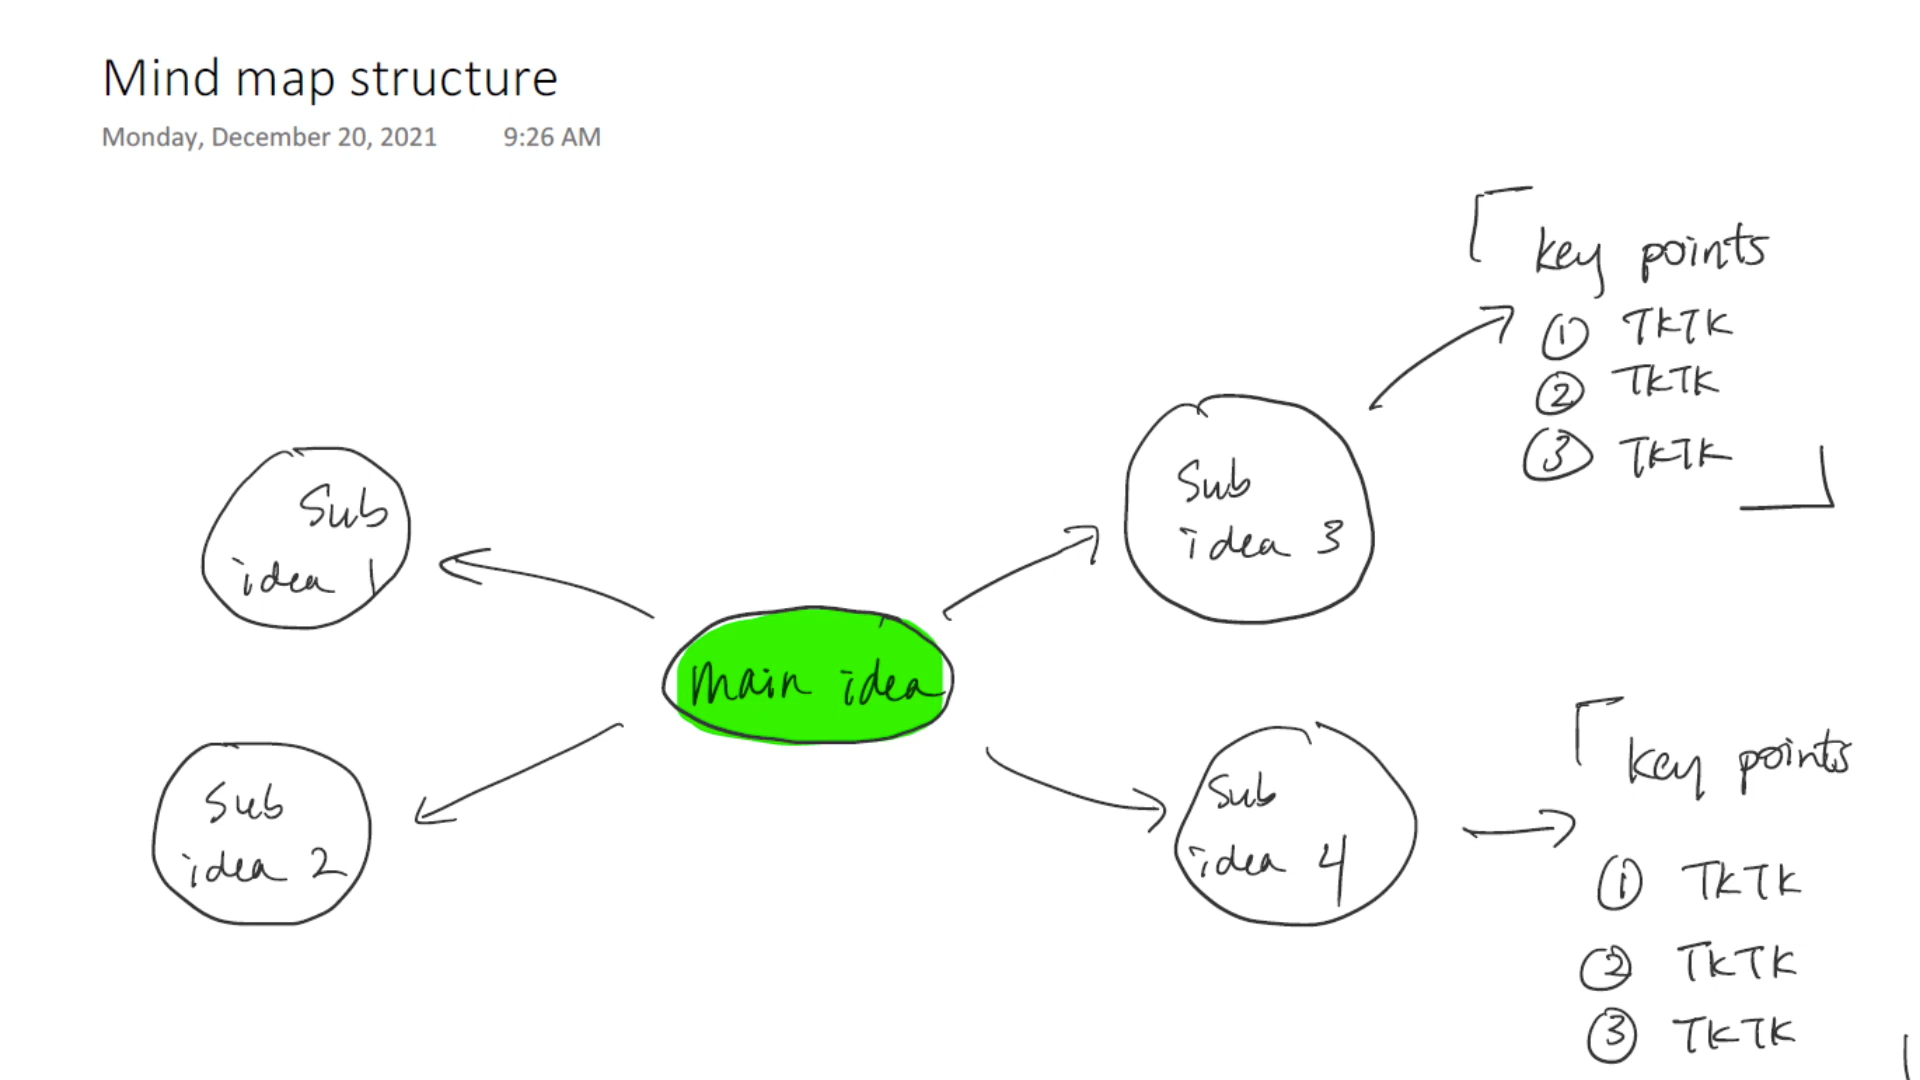 Mind map structure
Monday, December 20, 2021 9:26 AM
Sub
idea 1
Sub
idea 2
Main idea
Sub
idea 3
key points
① TKTK
② TKTK
③ TKTK
Sub
idea 4
key points
① TKTK
② TKTK
③ TKTK